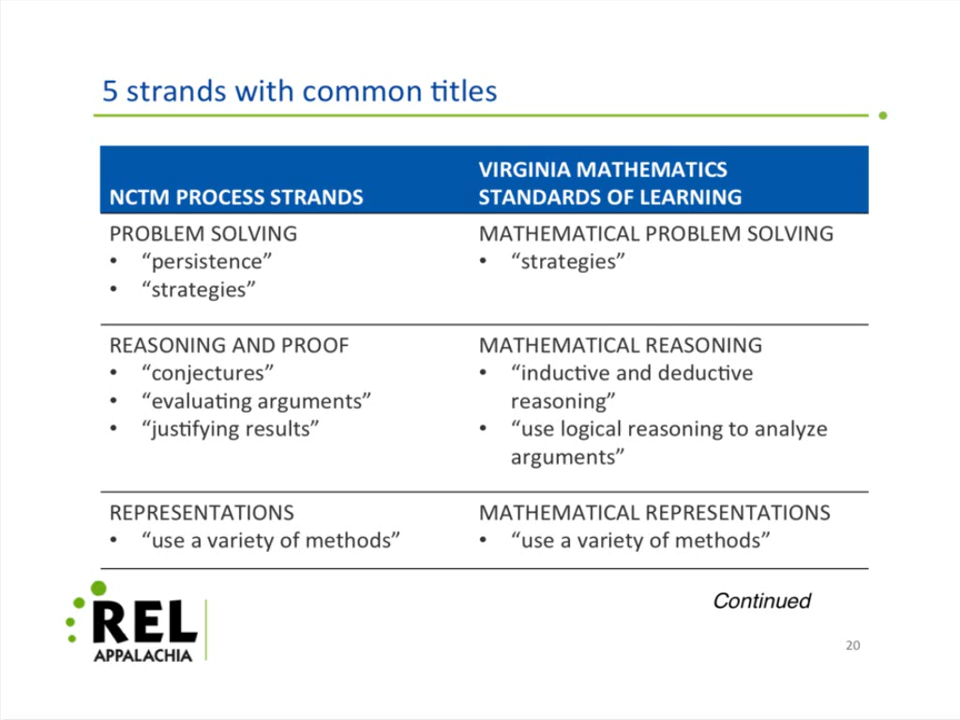 5 strands with common titles
NCTM PROCESS STRANDS
VIRGINIA MATHEMATICS
STANDARDS OF LEARNING
PROBLEM SOLVING
• “persistence”
• “strategies”
MATHEMATICAL PROBLEM SOLVING
• “strategies”
REASONING AND PROOF
• “conjectures”
• “evaluating arguments”
• “justifying results”
MATHEMATICAL REASONING
• “inductive and deductive
reasoning”
• “use logical reasoning to analyze
arguments”
REPRESENTATIONS
• “use a variety of methods”
MATHEMATICAL REPRESENTATIONS
• “use a variety of methods”
Continued
REL
APPALACHIA
20